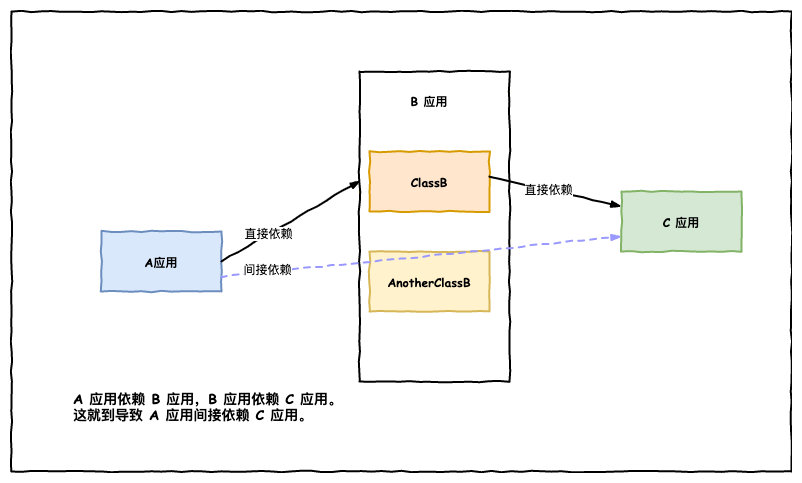 B 应用
ClassB
直接依赖
C 应用
直接依赖
A应用
间接依赖
AnotherClassB
A 应用依赖 B 应用，B 应用依赖 C 应用。
这就到导致 A 应用间接依赖 C 应用。